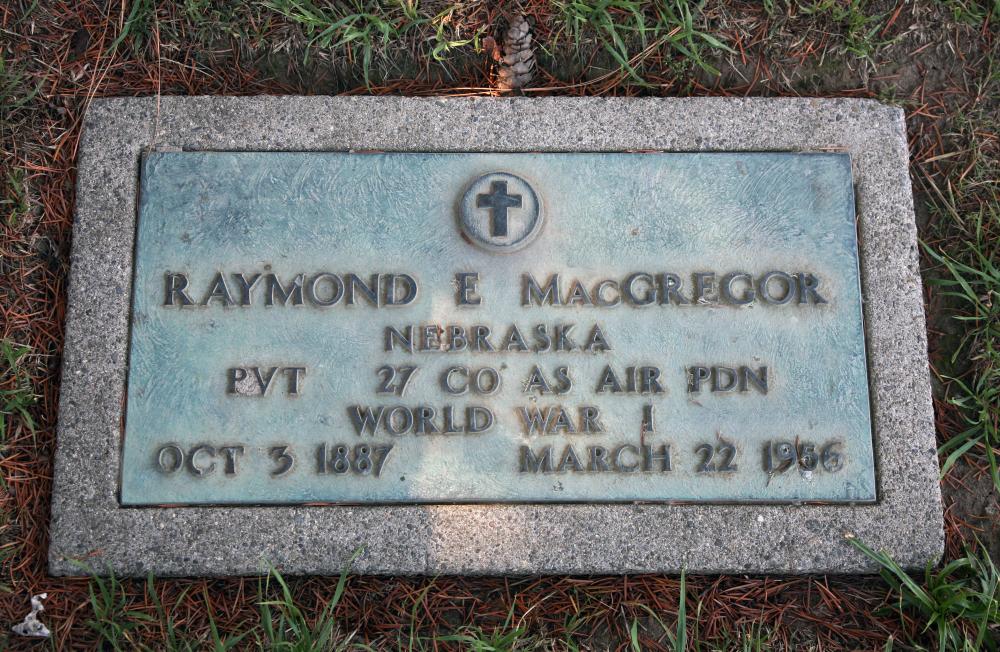 RAYMOND E MacGREGOR
NEBRASKA
PVT 27 CO AS AIR PDN
WORLD WAR I
OCT 3 1887 MARCH 22 1956